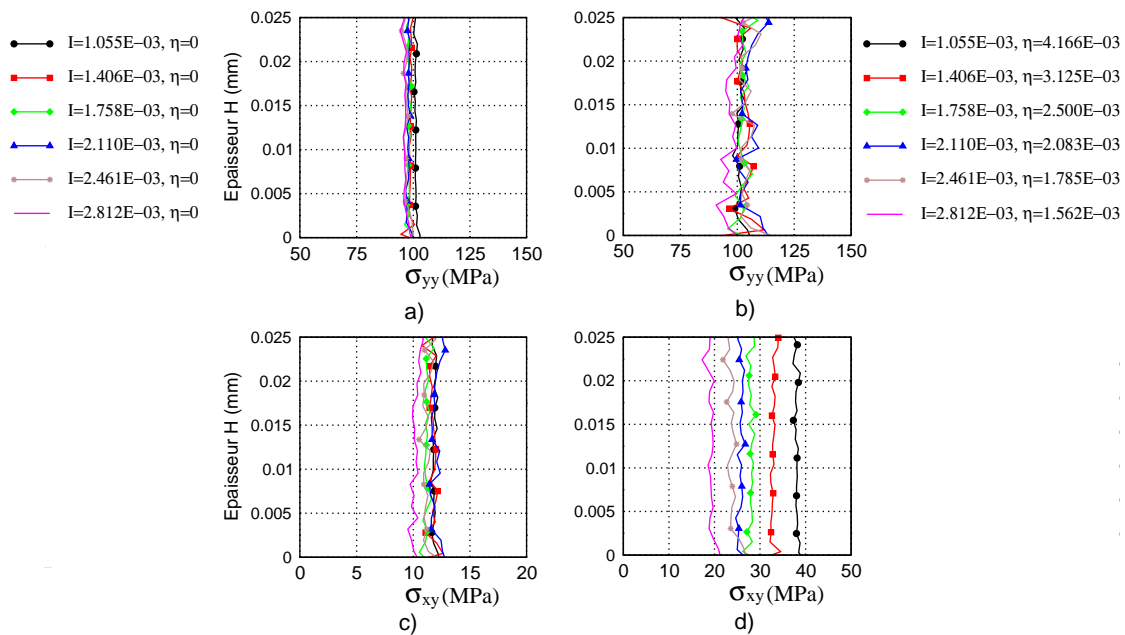 I=1.055E−03, η=0
I=1.406E−03, η=0
I=1.758E−03, η=0
I=2.110E−03, η=0
I=2.461E−03, η=0
I=2.812E−03, η=0
Epaisseur H (mm)
0.025
0.02
0.015
0.01
0.005
0
50 75 100 125 150
σyy (MPa)
a)
0.025
0.02
0.015
0.01
0.005
0
50 75 100 125 150
σyy (MPa)
b)
I=1.055E−03, η=4.166E−03
I=1.406E−03, η=3.125E−03
I=1.758E−03, η=2.500E−03
I=2.110E−03, η=2.083E−03
I=2.461E−03, η=1.785E−03
I=2.812E−03, η=1.562E−03
Epaisseur H (mm)
0.025
0.02
0.015
0.01
0.005
0
0 5 10 15 20
σxy (MPa)
c)
0.025
0.02
0.015
0.01
0.005
0
0 10 20 30 40 50
σxy (MPa)
d)